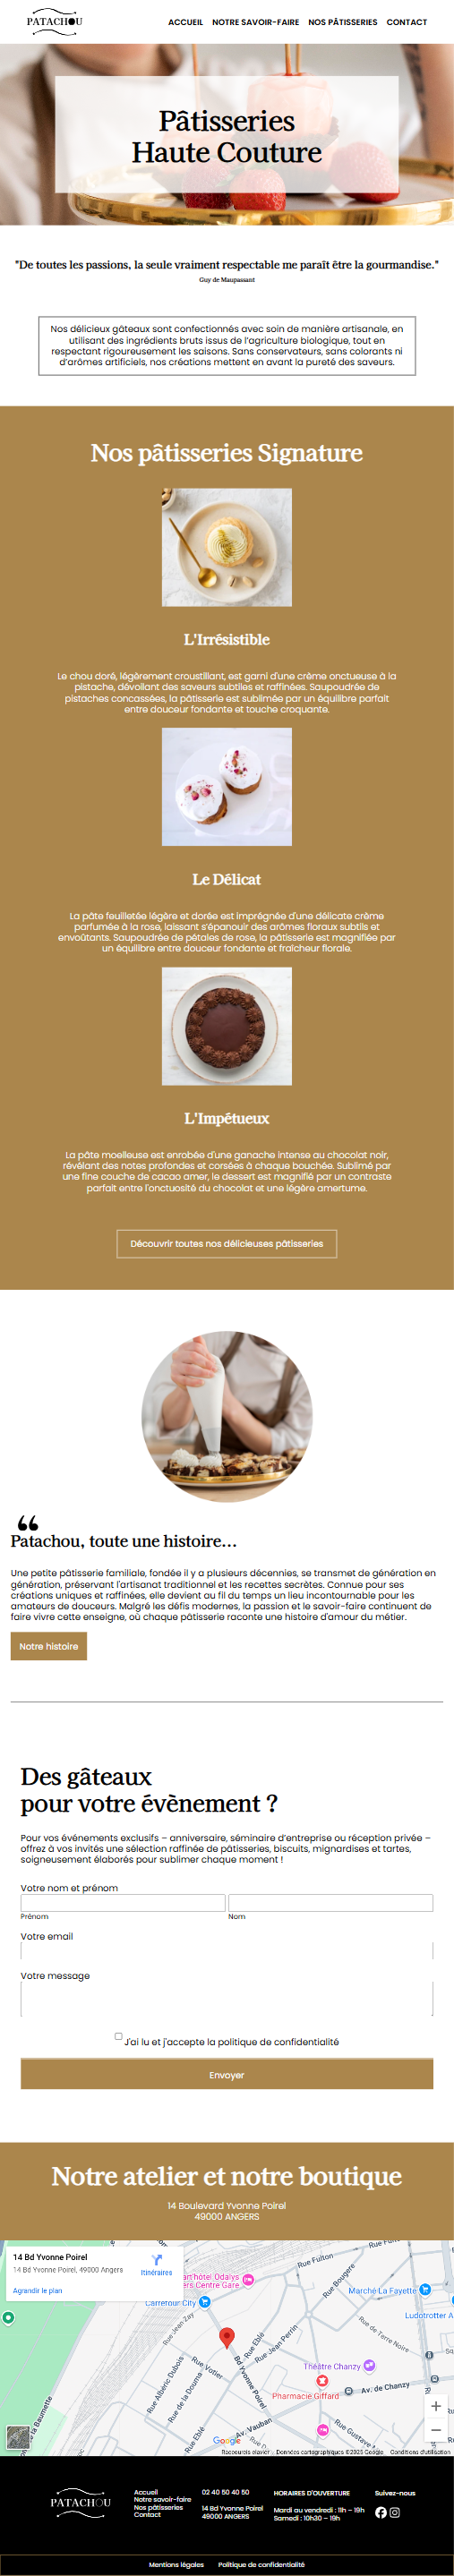 PATACHOU
ACCUEIL NOTRE SAVOIR-FAIRE NOS PÂTISSERIES CONTACT
Pâtisseries
Haute Couture
"De toutes les passions, la seule vraiment respectable me paraît être la gourmandise."
Guy de Maupassant
Nos délicieux gâteaux sont confectionnés avec soin de manière artisanale, en
utilisant des ingrédients bruts issus de l'agriculture biologique, tout en
respectant rigoureusement les saisons. Sans conservateurs, sans colorants ni
d'arômes artificiels, nos créations mettent en avant la pureté des saveurs.
Nos pâtisseries Signature
L'Irrésistible
Le chou doré, légèrement croustillant, est garni d'une crème onctueuse à la
pistache, dévoilant des saveurs subtiles et raffinées. Saupoudrée de
pistaches concassées, la pâtisserie est sublimée par un équilibre parfait
entre douceur fondante et touche croquante.
Le Délicat
La pâte feuilletée légère et dorée est imprégnée d'une délicate crème
parfumée à la rose, laissant s'épanouir des arômes floraux subtils et
envoûtants. Saupoudrée de pétales de rose, la pâtisserie est magnifiée par
un équilibre entre douceur fondante et fraîcheur florale.
L'Impétueux
La pâte moelleuse est enrobée d'une ganache intense au chocolat noir,
révélant des notes profondes et corsées à chaque bouchée. Sublimé par
une fine couche de cacao amer, le dessert est magnifié par un contraste
parfait entre l'onctuosité du chocolat et une légère amertume.
Découvrir toutes nos délicieuses pâtisseries
Patachou, toute une histoire...
Une petite pâtisserie familiale, fondée il y a plusieurs décennies, se transmet de génération en
génération, préservant l'artisanat traditionnel et les recettes secrètes. Connue pour ses
créations uniques et raffinées, elle devient au fil du temps un lieu incontournable pour les
amateurs de douceurs. Malgré les défis modernes, la passion et le savoir-faire continuent de
faire vivre cette enseigne, où chaque pâtisserie raconte une histoire d'amour du métier.
Notre histoire
Des gâteaux
pour votre évènement ?
Pour vos événements exclusifs – anniversaire, séminaire d'entreprise ou réception privée –
offrez à vos invités une sélection raffinée de pâtisseries, biscuits, mignardises et tartes,
soigneusement élaborés pour sublimer chaque moment !
Votre nom et prénom
Prénom Nom
Votre email
Votre message
J'ai lu et j'accepte la politique de confidentialité
Envoyer
Notre atelier et notre boutique
14 Boulevard Yvonne Poirel
49000 ANGERS
14 Bd Yvonne Poirel
14 Bd Yvonne Poirel, 49000 Angers
Itinéraires
Agrandir le plan
Rue Fulton
Rue Bougère
art'hôtel Odalys
ers Centre Gare
Marché La Fayette
Carrefour City
Ludotrotter A
Rue Jean Zay
Rue de Terre Noire
Rue Eblé
Rue Jean Perrin
Rue Votier
Théâtre Chanzy
Bd Yvonne Poirel
Rue Albéric Dubois
Rue de la Douma
Av. de Chanzy
Pharmacie Giffard
Av. Vauban
Rue Eblé
Google
Raccourcis clavier Données cartographiques ©2025 Google Conditions d'utilisation
PATACHOU
Accueil
Notre savoir-faire
Nos pâtisseries
Contact
02 40 50 40 50
14 Bd Yvonne Poirel
49000 ANGERS
HORAIRES D'OUVERTURE
Mardi au vendredi : 11h – 19h
Samedi : 10h30 – 19h
Suivez-nous
Mentions légales Politique de confidentialité